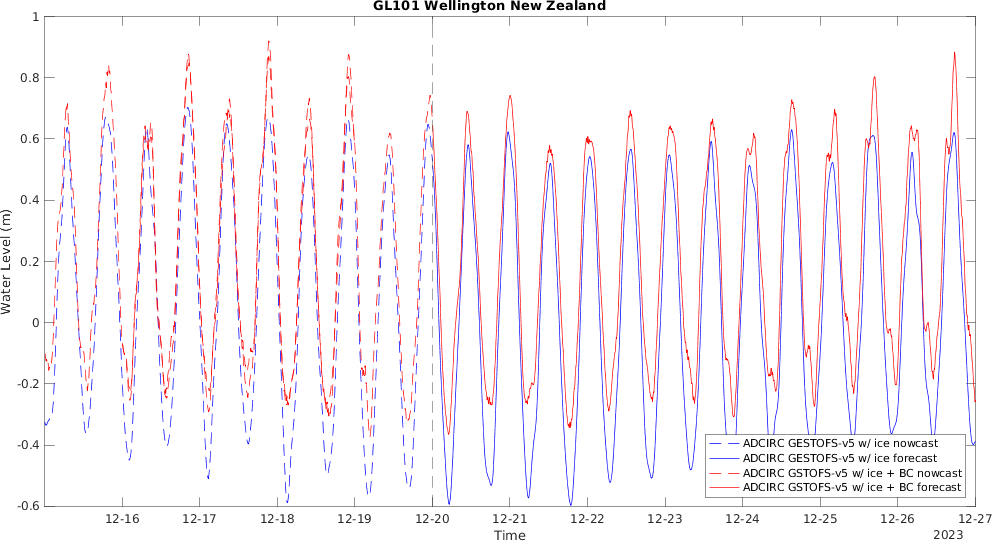 GL101 Wellington New Zealand
1
0.8
0.6
0.4
0.2
0
-0.2
-0.4
-0.6
Water Level (m)
ADCIRC GESTOFS-v5 w/ ice nowcast
ADCIRC GESTOFS-v5 w/ ice forecast
ADCIRC GSTOFS-v5 w/ ice + BC nowcast
ADCIRC GSTOFS-v5 w/ ice + BC forecast
12-16 12-17 12-18 12-19 12-20 12-21 12-22 12-23 12-24 12-25 12-26 12-27
Time
2023